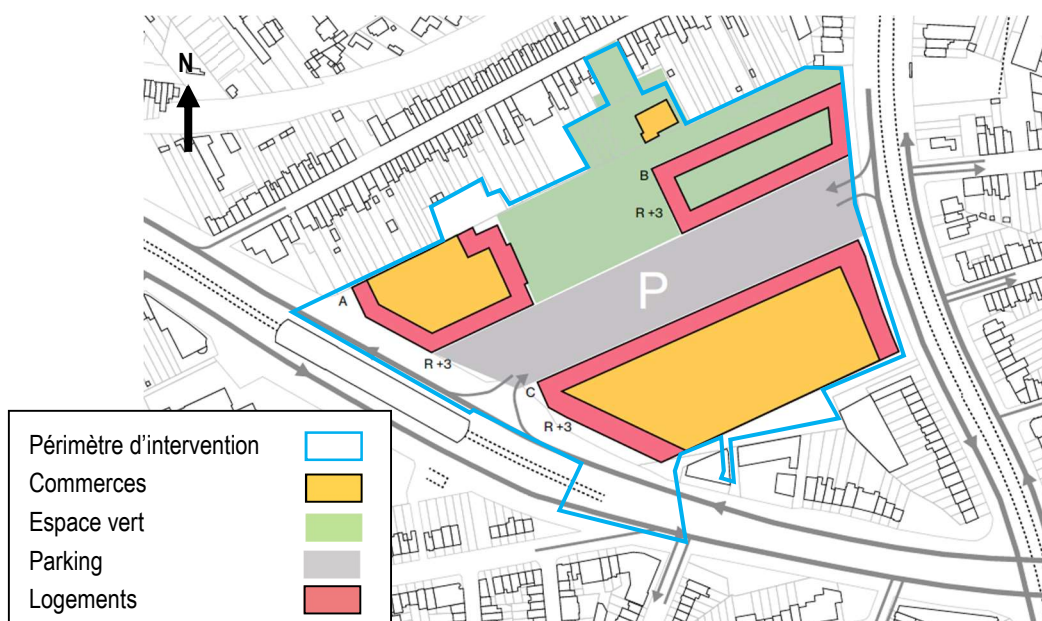 N
B
R +3
A
P
R +3
C
R +3
Périmètre d'intervention
Commerces
Espace vert
Parking
Logements